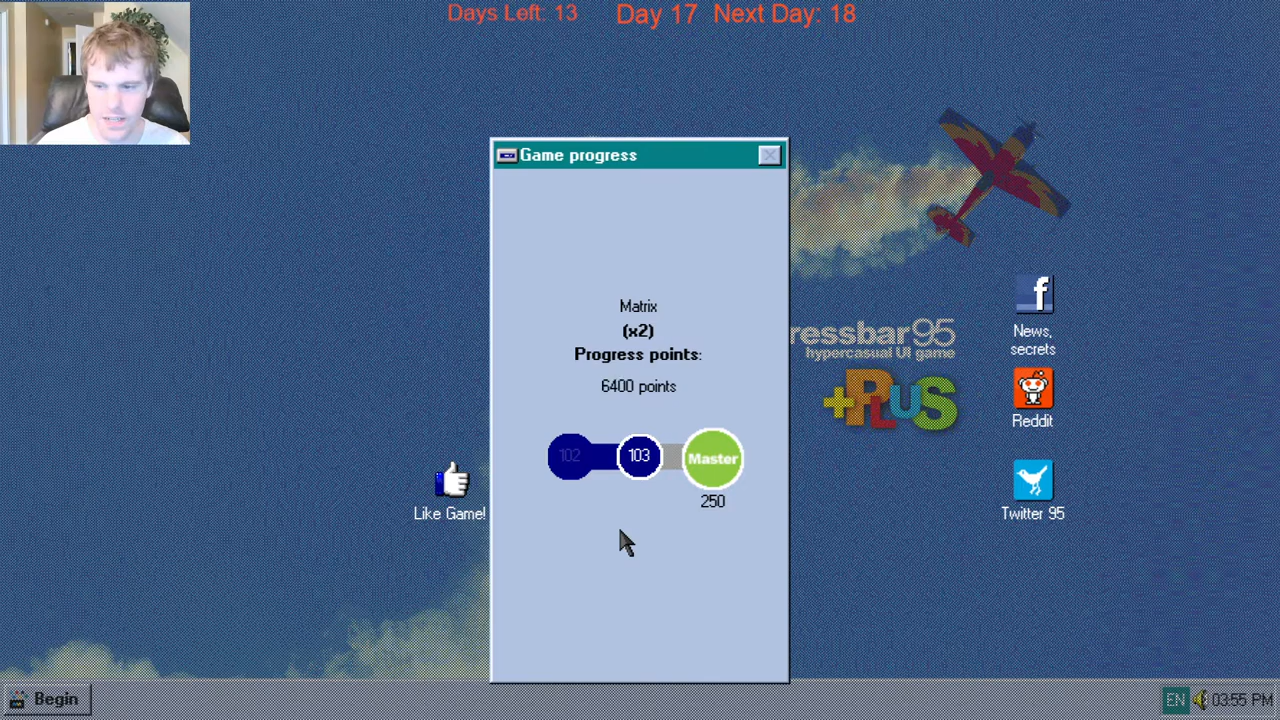 Days Left: 13
Day 17 Next Day: 18
Game progress
Matrix
(x2)
Progress points:
6400 points
102
103
Master
250
ressbar95
hypercasual UI game
+PLUS
News,
secrets
Reddit
Twitter 95
Like Game!
Begin
EN
03:55 PM